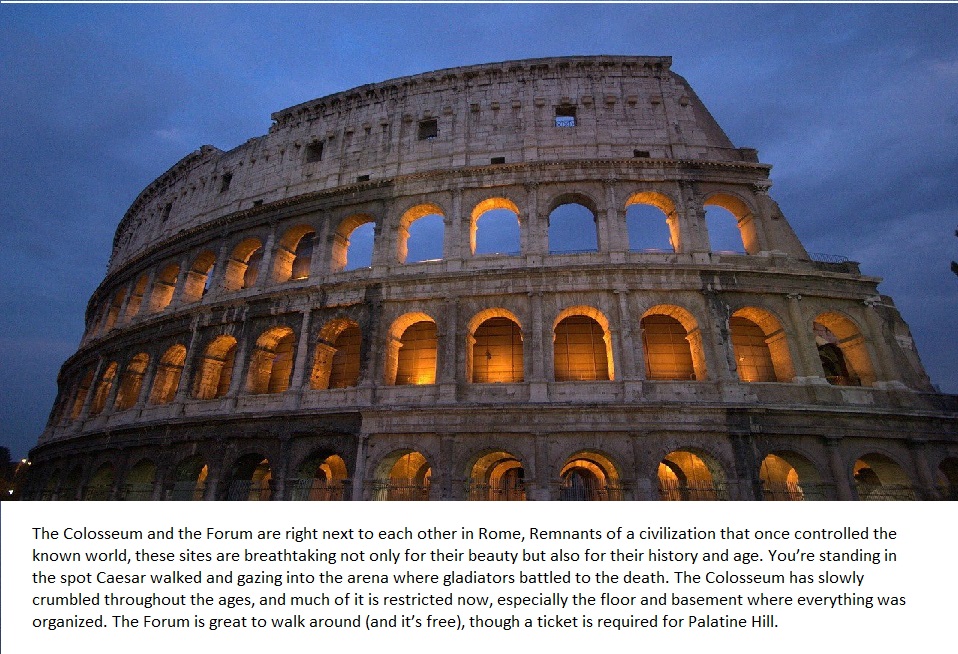 The Colosseum and the Forum are right next to each other in Rome, Remnants of a civilization that once controlled the
known world, these sites are breathtaking not only for their beauty but also for their history and age. You’re standing in
the spot Caesar walked and gazing into the arena where gladiators battled to the death. The Colosseum has slowly
crumbled throughout the ages, and much of it is restricted now, especially the floor and basement where everything was
organized. The Forum is great to walk around (and it’s free), though a ticket is required for Palatine Hill.